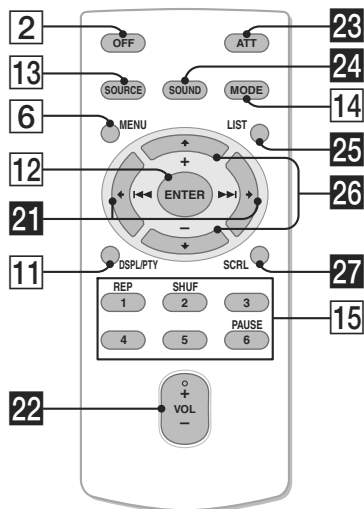 2 OFF ATT 23
13 SOURCE SOUND MODE 24
14
6 MENU LIST 25
12 + 26
21 ENTER
−
11 DSPL/PTY SCRL 27
REP SHUF
1 2 3 15
PAUSE
4 5 6
22 + VOL −